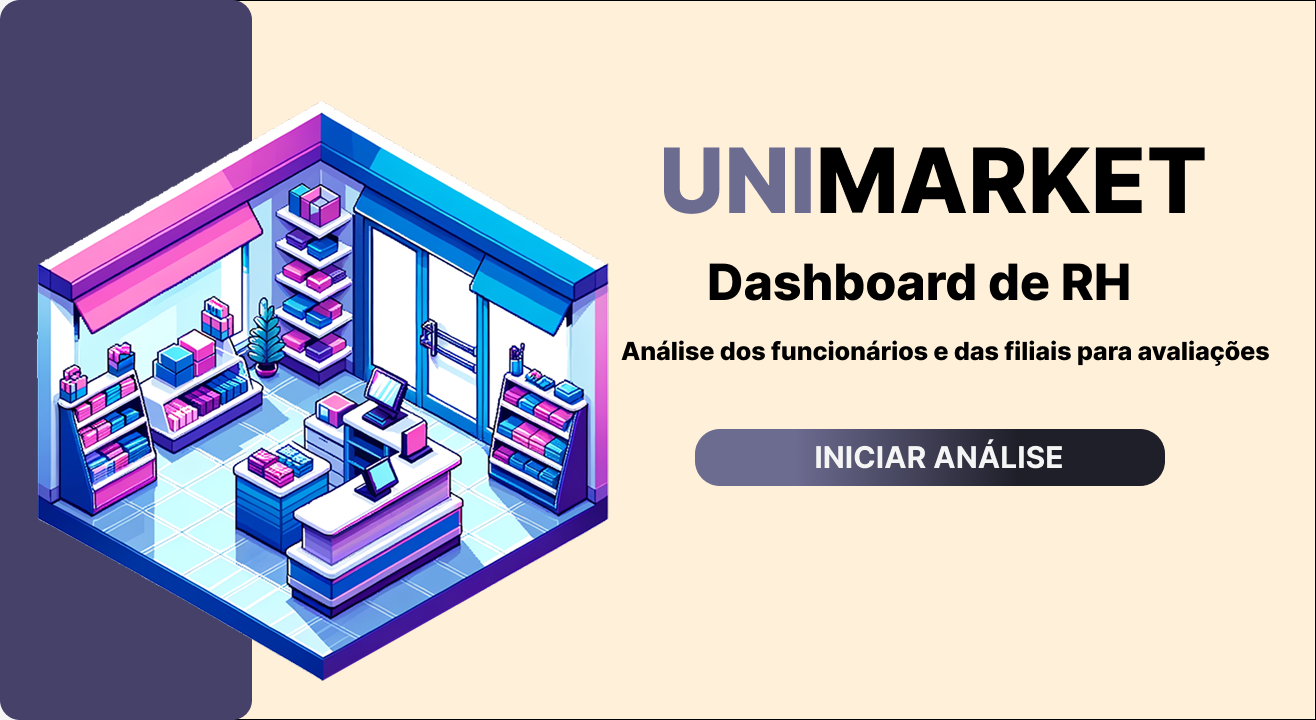 UNIMARKET
Dashboard de RH
Análise dos funcionários e das filiais para avaliações
INICIAR ANÁLISE